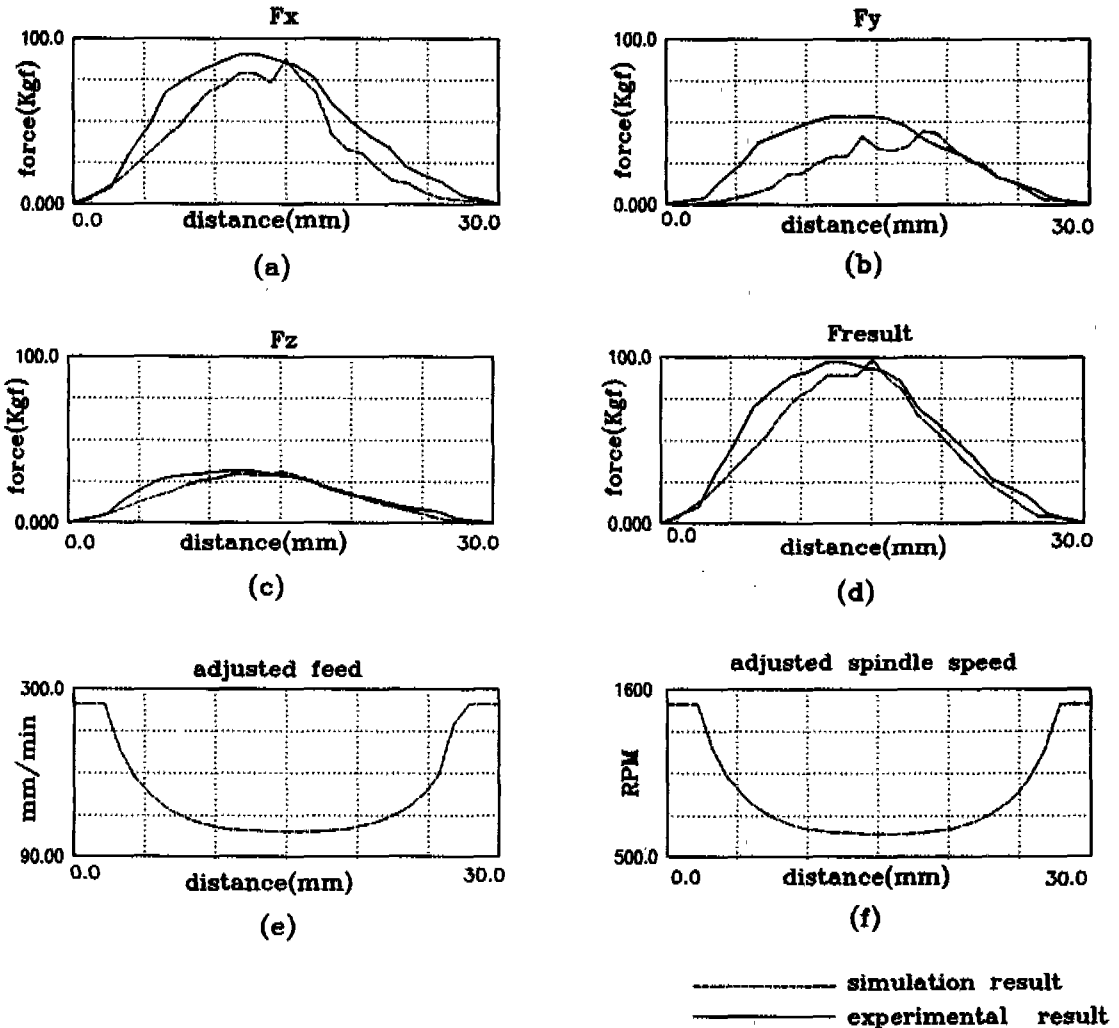 Fx
100.0
force(Kgf)
0.000
0.0
distance(mm)
30.0
(a)
Fy
100.0
force(Kgf)
0.000
0.0
distance(mm)
30.0
(b)
Fz
100.0
force(Kgf)
0.000
0.0
distance(mm)
30.0
(c)
Fresult
100.0
force(Kgf)
0.000
0.0
distance(mm)
30.0
(d)
adjusted feed
300.0
mm/min
90.00
0.0
distance(mm)
30.0
(e)
adjusted spindle speed
1600
RPM
500.0
0.0
distance(mm)
30.0
(f)
simulation result
experimental result